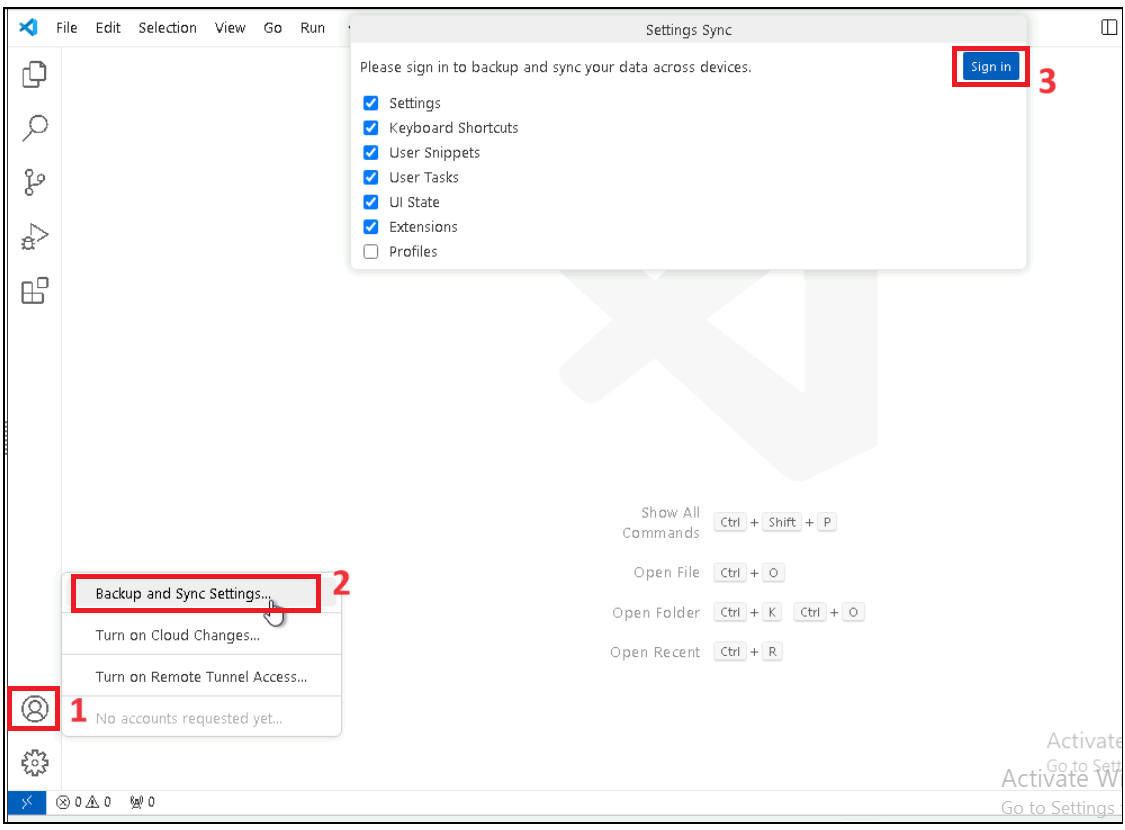 File Edit Selection View Go Run
Settings Sync
Please sign in to backup and sync your data across devices.
Sign in
3
Settings
Keyboard Shortcuts
User Snippets
User Tasks
UI State
Extensions
Profiles
Show All
Commands
Ctrl + Shift + P
Open File Ctrl + O
Open Folder Ctrl + K Ctrl + O
Open Recent Ctrl + R
Backup and Sync Settings...
2
Turn on Cloud Changes...
Turn on Remote Tunnel Access...
1
No accounts requested yet...
Activate
Go to Sett
Activate Wi
Go to Settings
0 0 0